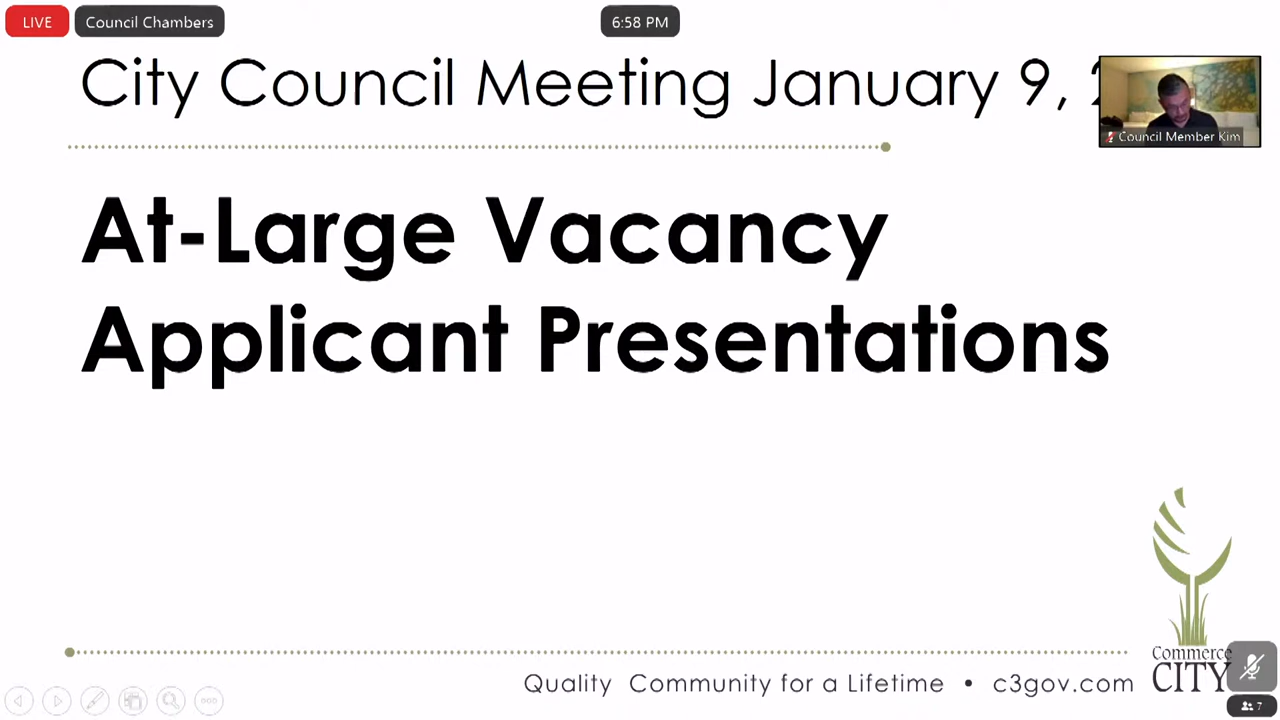 LIVE
Council Chambers
6:58 PM
City Council Meeting January 9,
Council Member Kim
At-Large Vacancy
Applicant Presentations
Commerce
CITY
Quality Community for a Lifetime • c3gov.com
7